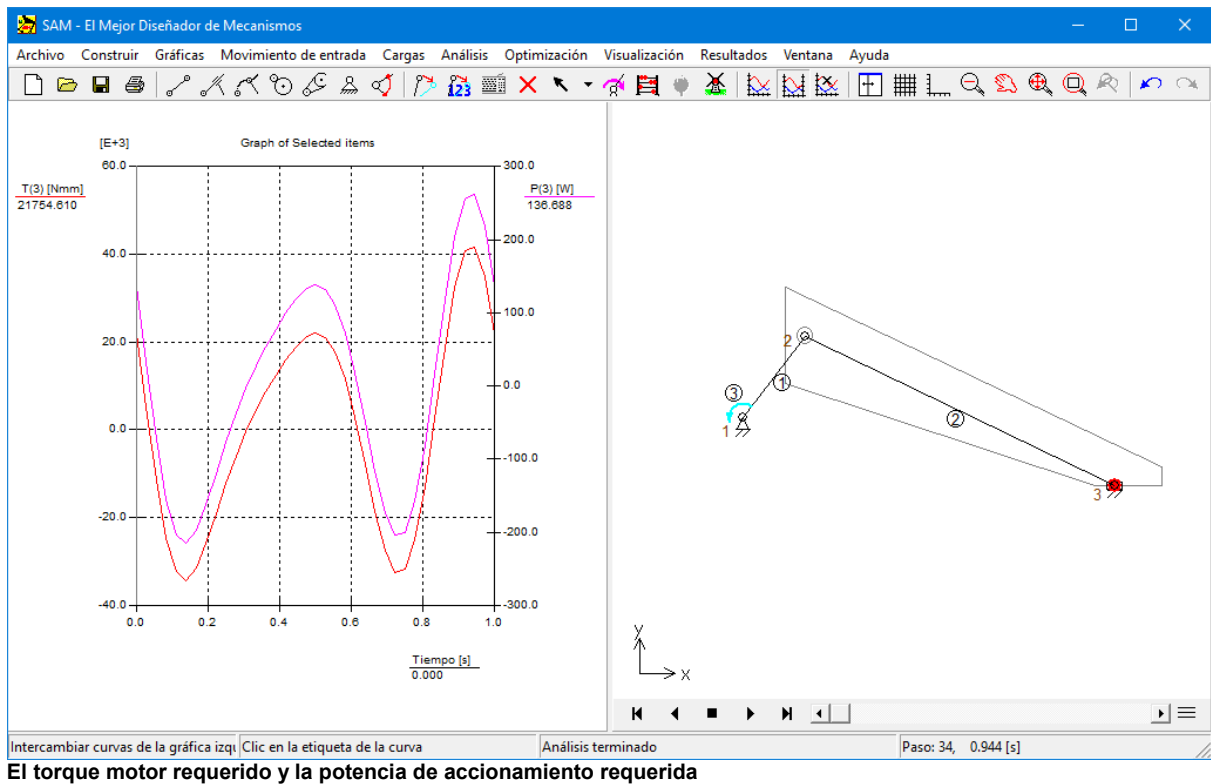 SAM - El Mejor Diseñador de Mecanismos
Archivo Construir Gráficas Movimiento de entrada Cargas Análisis Optimización Visualización Resultados Ventana Ayuda
123
[E+3] Graph of Selected items
60.0 300.0
T(3) [Nmm] P(3) [W]
21754.610 136.688
40.0 200.0
100.0
20.0
0.0
0.0
-100.0
-20.0
-200.0
-40.0 -300.0
0.0 0.2 0.4 0.6 0.8 1.0
Tiempo [s]
0.000
2
1
3
2
1
3
y
x
Intercambiar curvas de la gráfica izqu Clic en la etiqueta de la curva Análisis terminado Paso: 34, 0.944 [s]
El torque motor requerido y la potencia de accionamiento requerida